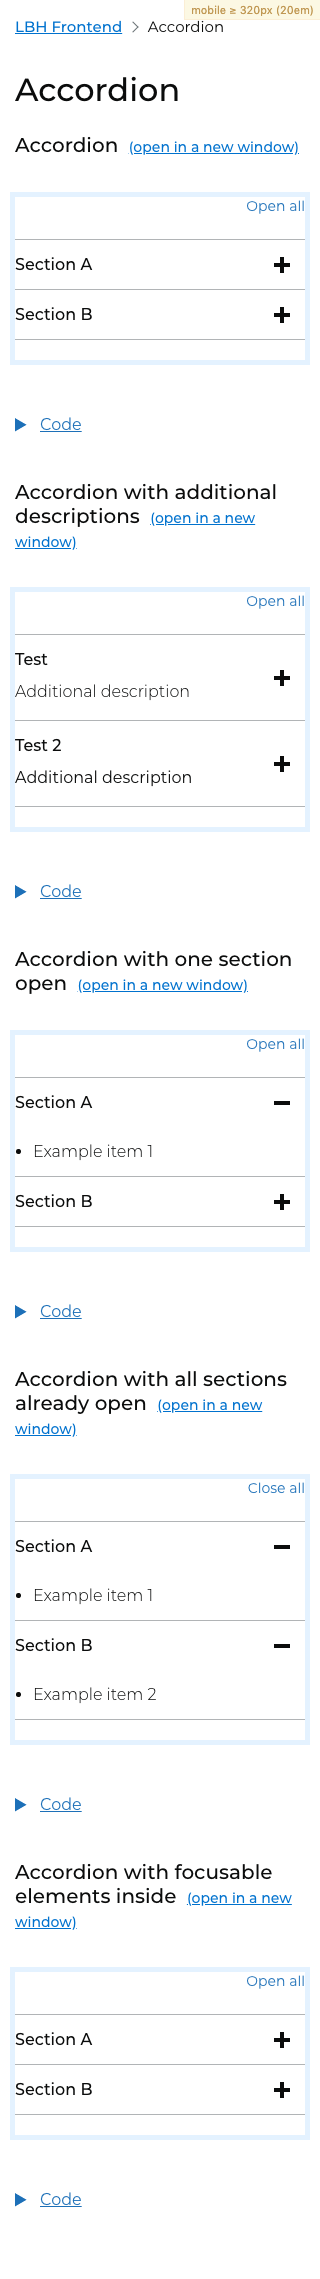 mobile ≥ 320px (20em)
LBH Frontend Accordion
Accordion
Accordion (open in a new window)
Open all
Section A
Section B
Code
Accordion with additional
descriptions (open in a new
window)
Open all
Test
Additional description
Test 2
Additional description
Code
Accordion with one section
open (open in a new window)
Open all
Section A
Example item 1
Section B
Code
Accordion with all sections
already open (open in a new
window)
Close all
Section A
Example item 1
Section B
Example item 2
Code
Accordion with focusable
elements inside (open in a new
window)
Open all
Section A
Section B
Code